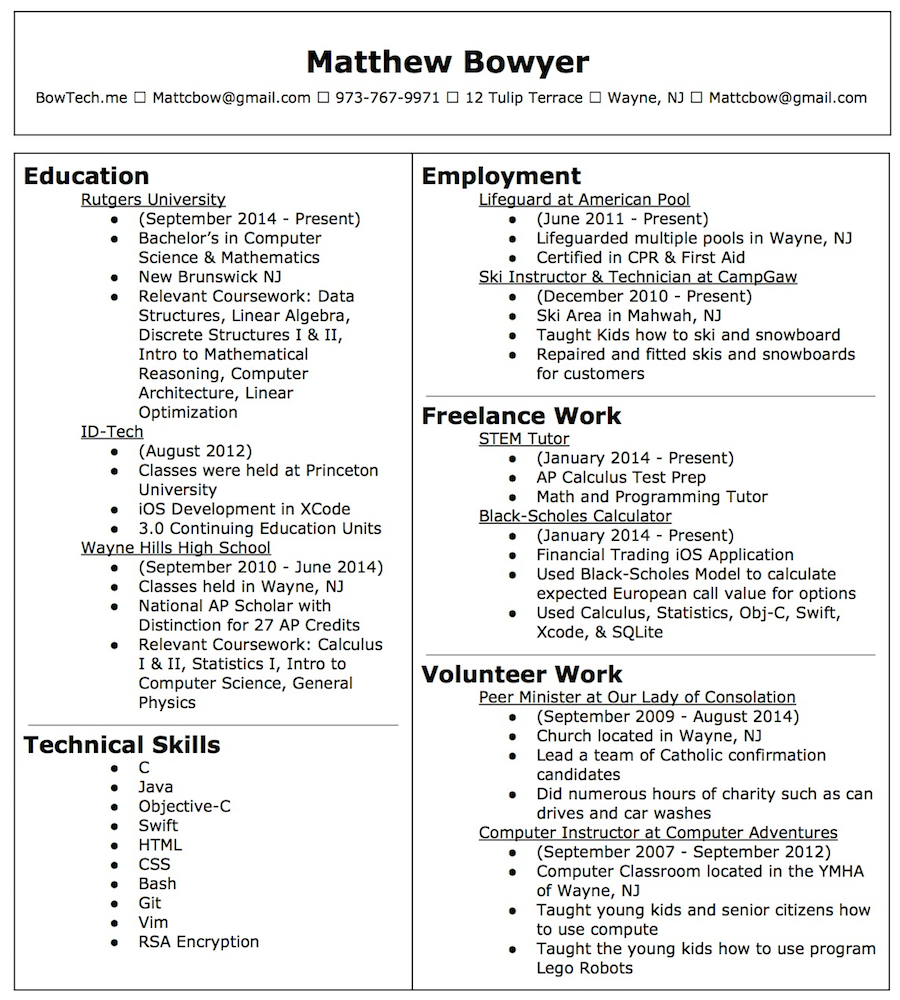 Matthew Bowyer
BowTech.me □ Mattcbow@gmail.com □ 973-767-9971 □ 12 Tulip Terrace □ Wayne, NJ □ Mattcbow@gmail.com
Education
Rutgers University
● (September 2014 - Present)
● Bachelor’s in Computer
Science & Mathematics
● New Brunswick NJ
● Relevant Coursework: Data
Structures, Linear Algebra,
Discrete Structures I & II,
Intro to Mathematical
Reasoning, Computer
Architecture, Linear
Optimization
ID-Tech
● (August 2012)
● Classes were held at Princeton
University
● iOS Development in XCode
● 3.0 Continuing Education Units
Wayne Hills High School
● (September 2010 - June 2014)
● Classes held in Wayne, NJ
● National AP Scholar with
Distinction for 27 AP Credits
● Relevant Coursework: Calculus
I & II, Statistics I, Intro to
Computer Science, General
Physics
Technical Skills
● C
● Java
● Objective-C
● Swift
● HTML
● CSS
● Bash
● Git
● Vim
● RSA Encryption
Employment
Lifeguard at American Pool
● (June 2011 - Present)
● Lifeguarded multiple pools in Wayne, NJ
● Certified in CPR & First Aid
Ski Instructor & Technician at CampGaw
● (December 2010 - Present)
● Ski Area in Mahwah, NJ
● Taught Kids how to ski and snowboard
● Repaired and fitted skis and snowboards
for customers
Freelance Work
STEM Tutor
● (January 2014 - Present)
● AP Calculus Test Prep
● Math and Programming Tutor
Black-Scholes Calculator
● (January 2014 - Present)
● Financial Trading iOS Application
● Used Black-Scholes Model to calculate
expected European call value for options
● Used Calculus, Statistics, Obj-C, Swift,
Xcode, & SQLite
Volunteer Work
Peer Minister at Our Lady of Consolation
● (September 2009 - August 2014)
● Church located in Wayne, NJ
● Lead a team of Catholic confirmation
candidates
● Did numerous hours of charity such as can
drives and car washes
Computer Instructor at Computer Adventures
● (September 2007 - September 2012)
● Computer Classroom located in the YMHA
of Wayne, NJ
● Taught young kids and senior citizens how
to use compute
● Taught the young kids how to use program
Lego Robots